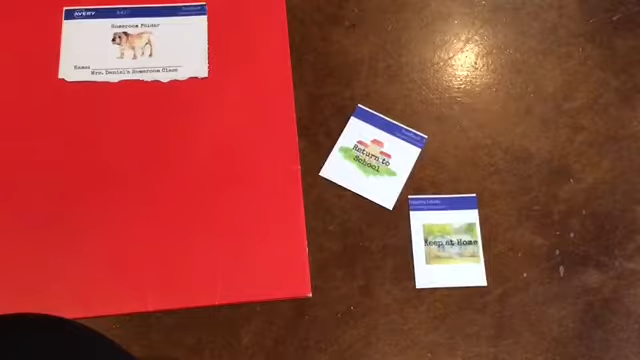 AVERY
Homeroom Folder
Name:
Mrs. Daniel's Homeroom Class
Return to
School
Keep at Home